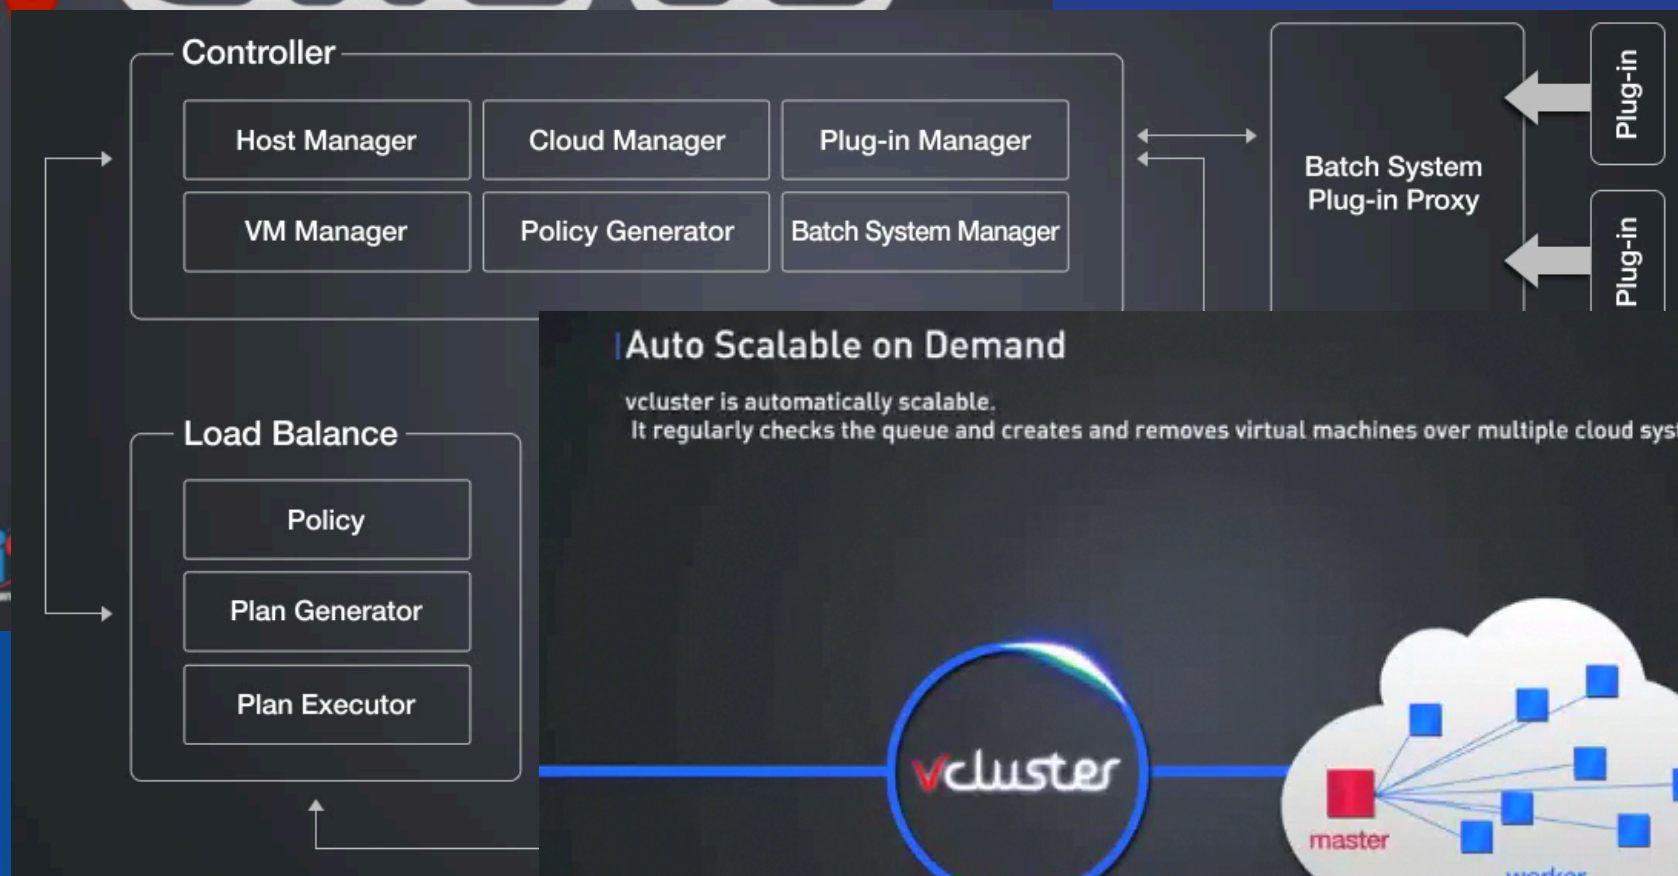 Controller
Host Manager
Cloud Manager
Plug-in Manager
VM Manager
Policy Generator
Batch System Manager
Batch System
Plug-in Proxy
Plug-in
Plug-in
Load Balance
Policy
Plan Generator
Plan Executor
Auto Scalable on Demand
vcluster is automatically scalable.
It regularly checks the queue and creates and removes virtual machines over multiple cloud sys
vcluster
master
worker